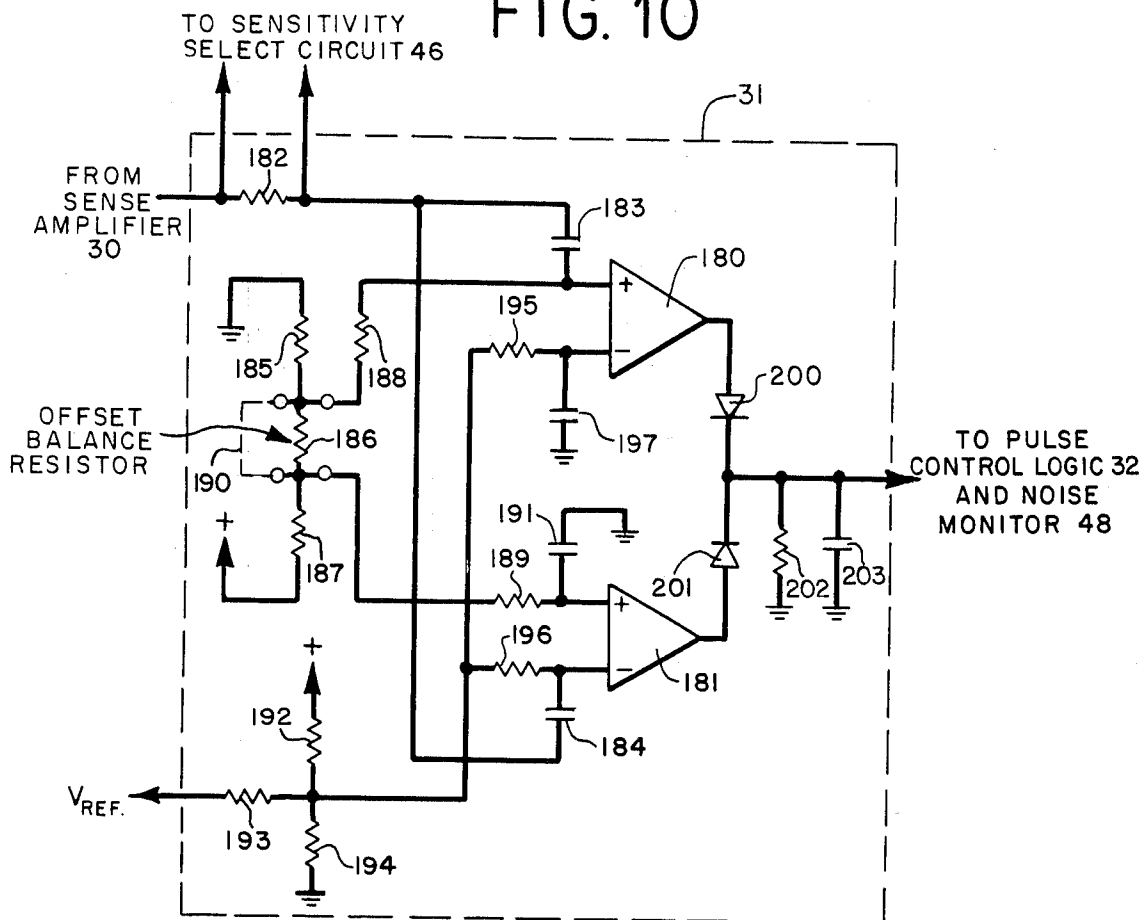 FIG. 10
TO SENSITIVITY
SELECT CIRCUIT 46
31
FROM
SENSE
AMPLIFIER
30
182
183
180
+
−
195
185
188
200
197
OFFSET
BALANCE
RESISTOR
186
190
TO PULSE
CONTROL LOGIC 32
AND NOISE
MONITOR 48
+
187
191
189
201
202
203
+
−
196
181
184
+
192
VREF.
193
194